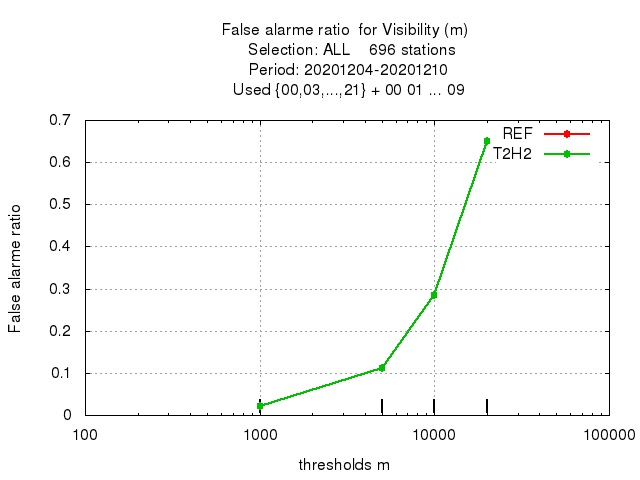 False alarme ratio  for Visibility (m)
Selection: ALL    696 stations
Period: 20201204-20201210
Used {00,03,...,21} + 00 01 ... 09
0.7
0.6
0.5
0.4
0.3
0.2
0.1
0
False alarme ratio
REF
T2H2
100
1000
10000
100000
thresholds m